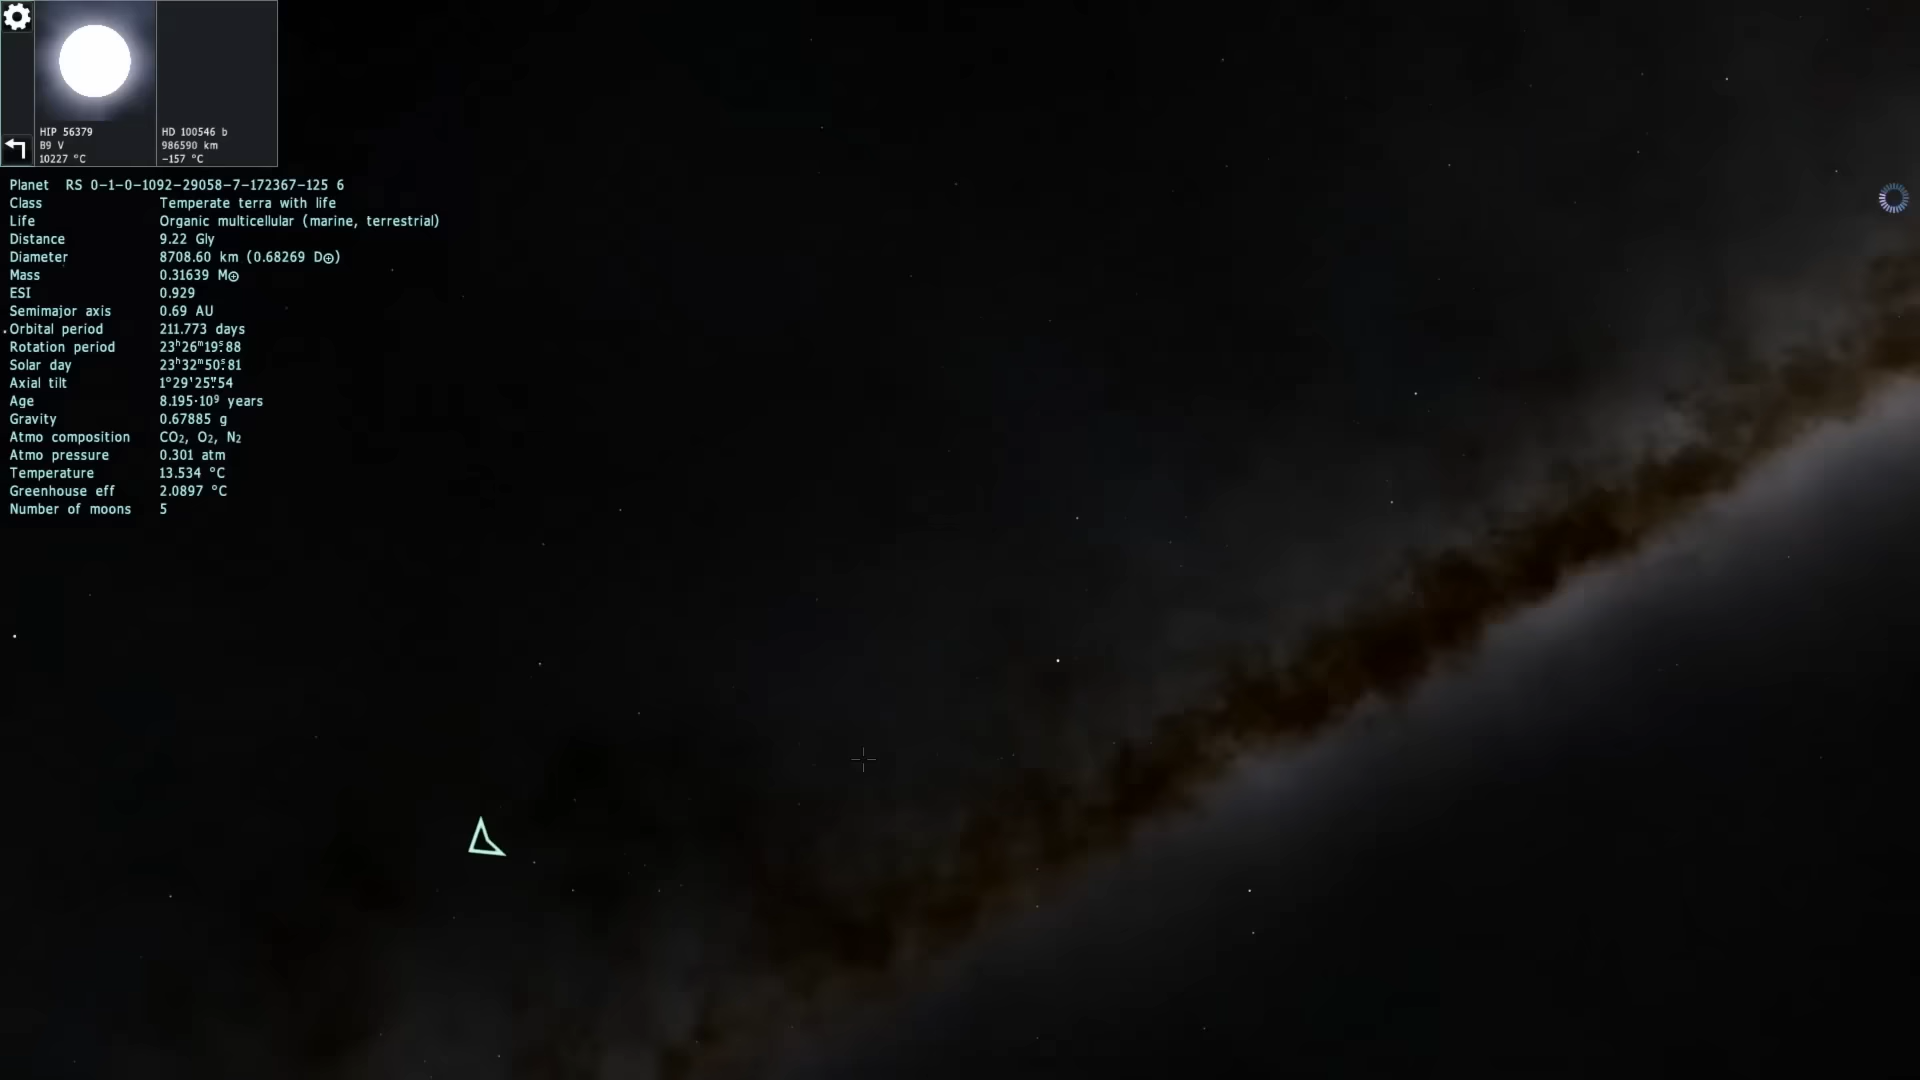 HIP 56379
B9 V
10227 °C
HD 100546 b
986590 km
-157 °C
Planet RS 0-1-0-1092-29058-7-172367-125 6
Class Temperate terra with life
Life Organic multicellular (marine, terrestrial)
Distance 9.22 Gly
Diameter 8708.60 km (0.68269 D⊕)
Mass 0.31639 M⊕
ESI 0.929
Semimajor axis 0.69 AU
Orbital period 211.773 days
Rotation period 23ʰ26ᵐ19ˢ.88
Solar day 23ʰ32ᵐ50ˢ.81
Axial tilt 1°29'25".54
Age 8.195·10⁹ years
Gravity 0.67885 g
Atmo composition CO₂, O₂, N₂
Atmo pressure 0.301 atm
Temperature 13.534 °C
Greenhouse eff 2.0897 °C
Number of moons 5